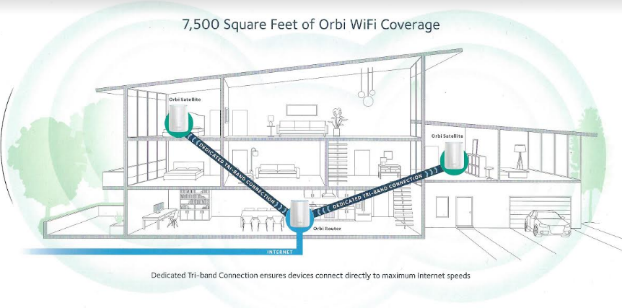 7,500 Square Feet of Orbi WiFi Coverage
Orbi Satellite
Orbi Satellite
DEDICATED TRI-BAND CONNECTION
DEDICATED TRI-BAND CONNECTION
Orbi Router
INTERNET
Dedicated Tri-band Connection ensures devices connect directly to maximum Internet speeds